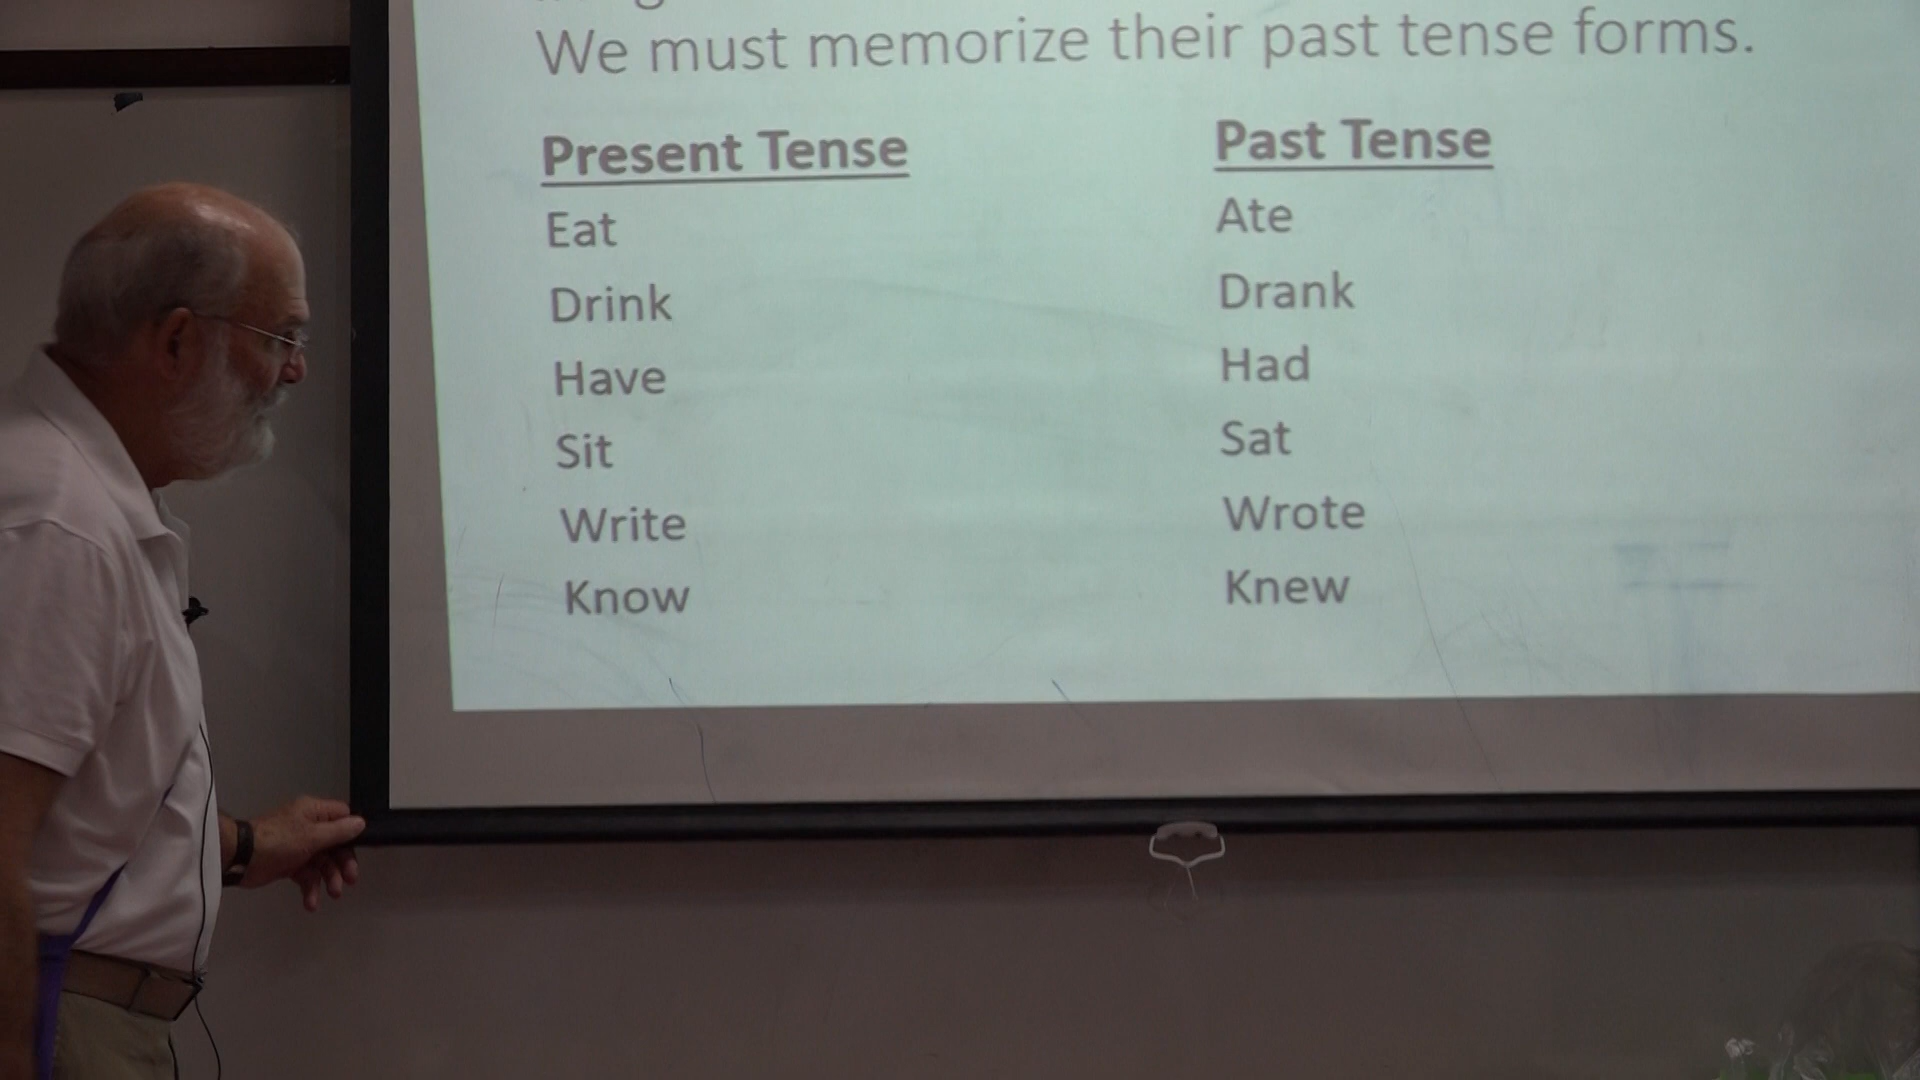 We must memorize their past tense forms.
Present Tense Past Tense
Eat Ate
Drink Drank
Have Had
Sit Sat
Write Wrote
Know Knew